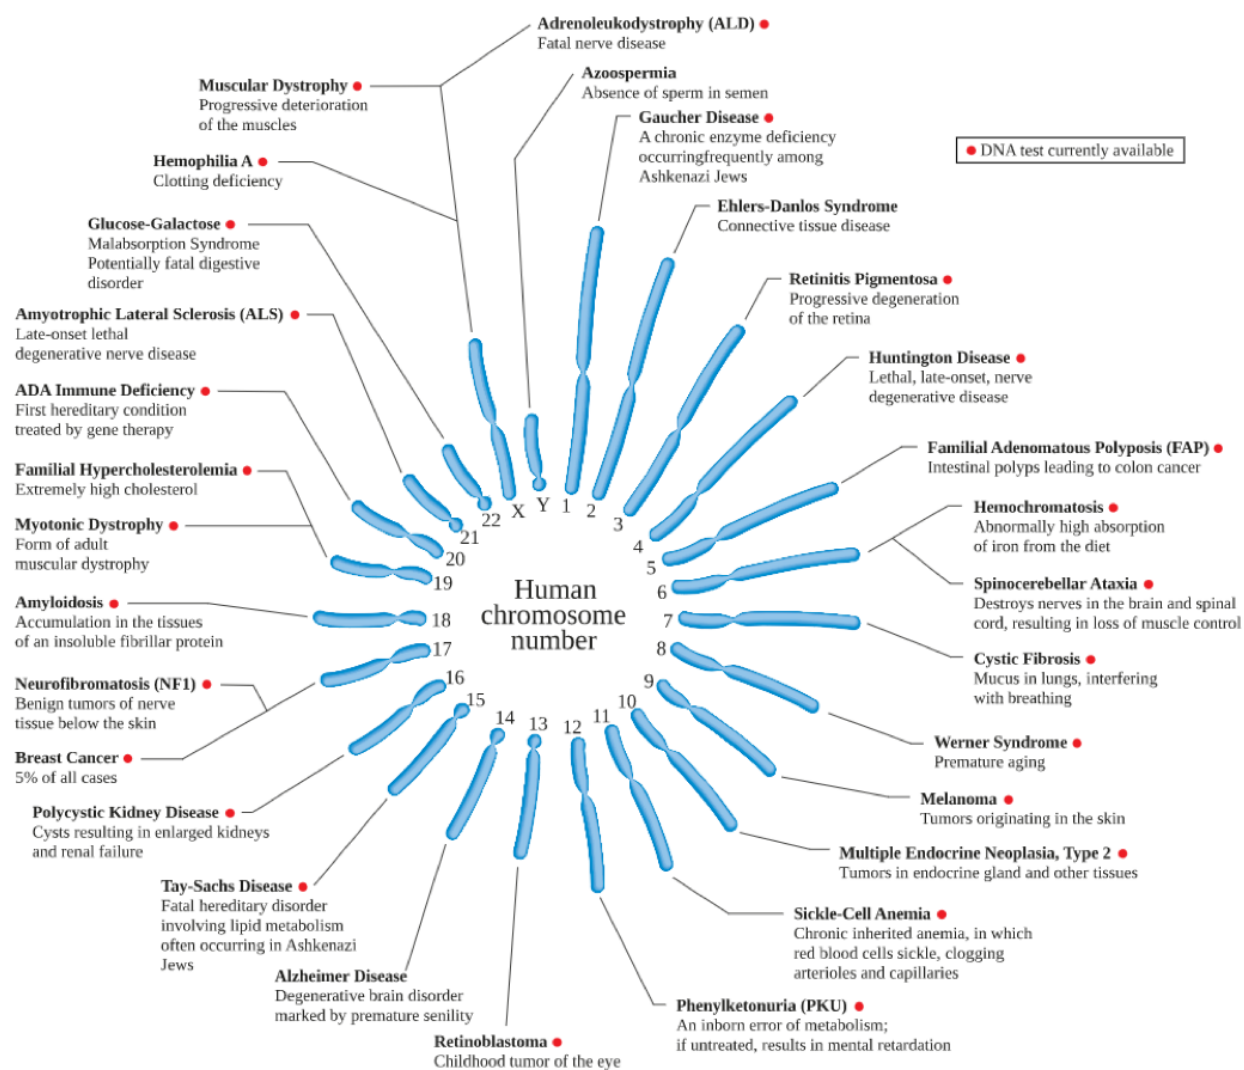 Adrenoleukodystrophy (ALD)
Fatal nerve disease
Azoospermia
Absence of sperm in semen
Gaucher Disease
A chronic enzyme deficiency
occurringfrequently among
Ashkenazi Jews
DNA test currently available
Ehlers-Danlos Syndrome
Connective tissue disease
Retinitis Pigmentosa
Progressive degeneration
of the retina
Huntington Disease
Lethal, late-onset, nerve
degenerative disease
Familial Adenomatous Polyposis (FAP)
Intestinal polyps leading to colon cancer
Hemochromatosis
Abnormally high absorption
of iron from the diet
Spinocerebellar Ataxia
Destroys nerves in the brain and spinal
cord, resulting in loss of muscle control
Cystic Fibrosis
Mucus in lungs, interfering
with breathing
Werner Syndrome
Premature aging
Melanoma
Tumors originating in the skin
Multiple Endocrine Neoplasia, Type 2
Tumors in endocrine gland and other tissues
Sickle-Cell Anemia
Chronic inherited anemia, in which
red blood cells sickle, clogging
arterioles and capillaries
Phenylketonuria (PKU)
An inborn error of metabolism;
if untreated, results in mental retardation
Retinoblastoma
Childhood tumor of the eye
Alzheimer Disease
Degenerative brain disorder
marked by premature senility
Tay-Sachs Disease
Fatal hereditary disorder
involving lipid metabolism
often occurring in Ashkenazi
Jews
Polycystic Kidney Disease
Cysts resulting in enlarged kidneys
and renal failure
Breast Cancer
5% of all cases
Neurofibromatosis (NF1)
Benign tumors of nerve
tissue below the skin
Amyloidosis
Accumulation in the tissues
of an insoluble fibrillar protein
Myotonic Dystrophy
Form of adult
muscular dystrophy
Familial Hypercholesterolemia
Extremely high cholesterol
ADA Immune Deficiency
First hereditary condition
treated by gene therapy
Amyotrophic Lateral Sclerosis (ALS)
Late-onset lethal
degenerative nerve disease
Glucose-Galactose
Malabsorption Syndrome
Potentially fatal digestive
disorder
Hemophilia A
Clotting deficiency
Muscular Dystrophy
Progressive deterioration
of the muscles
Human
chromosome
number
1
2
3
4
5
6
7
8
9
10
11
12
13
14
15
16
17
18
19
20
21
22
X
Y